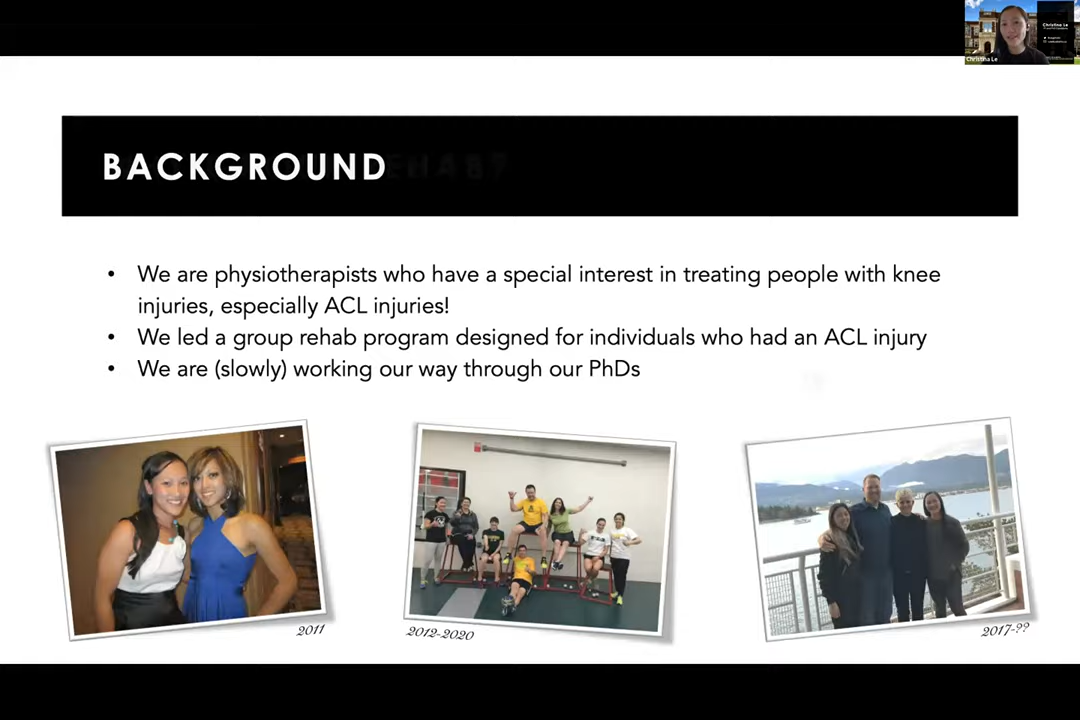 Christina Le
Christina Le
BACKGROUND
• We are physiotherapists who have a special interest in treating people with knee
injuries, especially ACL injuries!
• We led a group rehab program designed for individuals who had an ACL injury
• We are (slowly) working our way through our PhDs
2011
2012-2020
2017-??